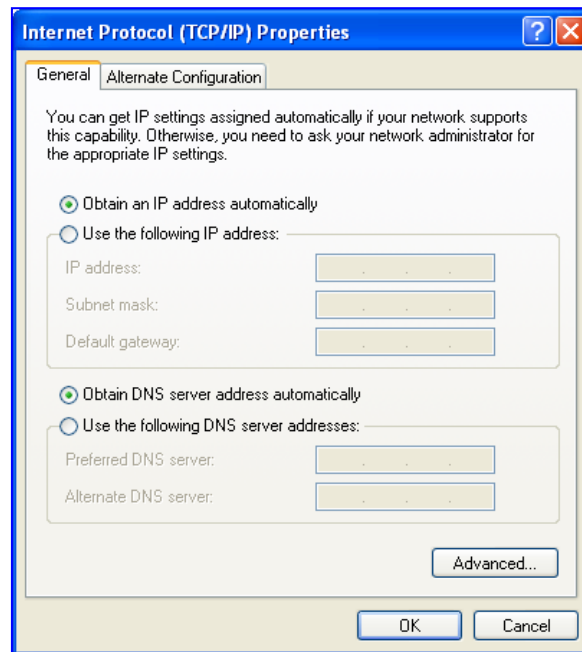 Internet Protocol (TCP/IP) Properties
General
Alternate Configuration
You can get IP settings assigned automatically if your network supports
this capability. Otherwise, you need to ask your network administrator for
the appropriate IP settings.
Obtain an IP address automatically
Use the following IP address:
IP address:
Subnet mask:
Default gateway:
Obtain DNS server address automatically
Use the following DNS server addresses:
Preferred DNS server:
Alternate DNS server:
Advanced...
OK
Cancel